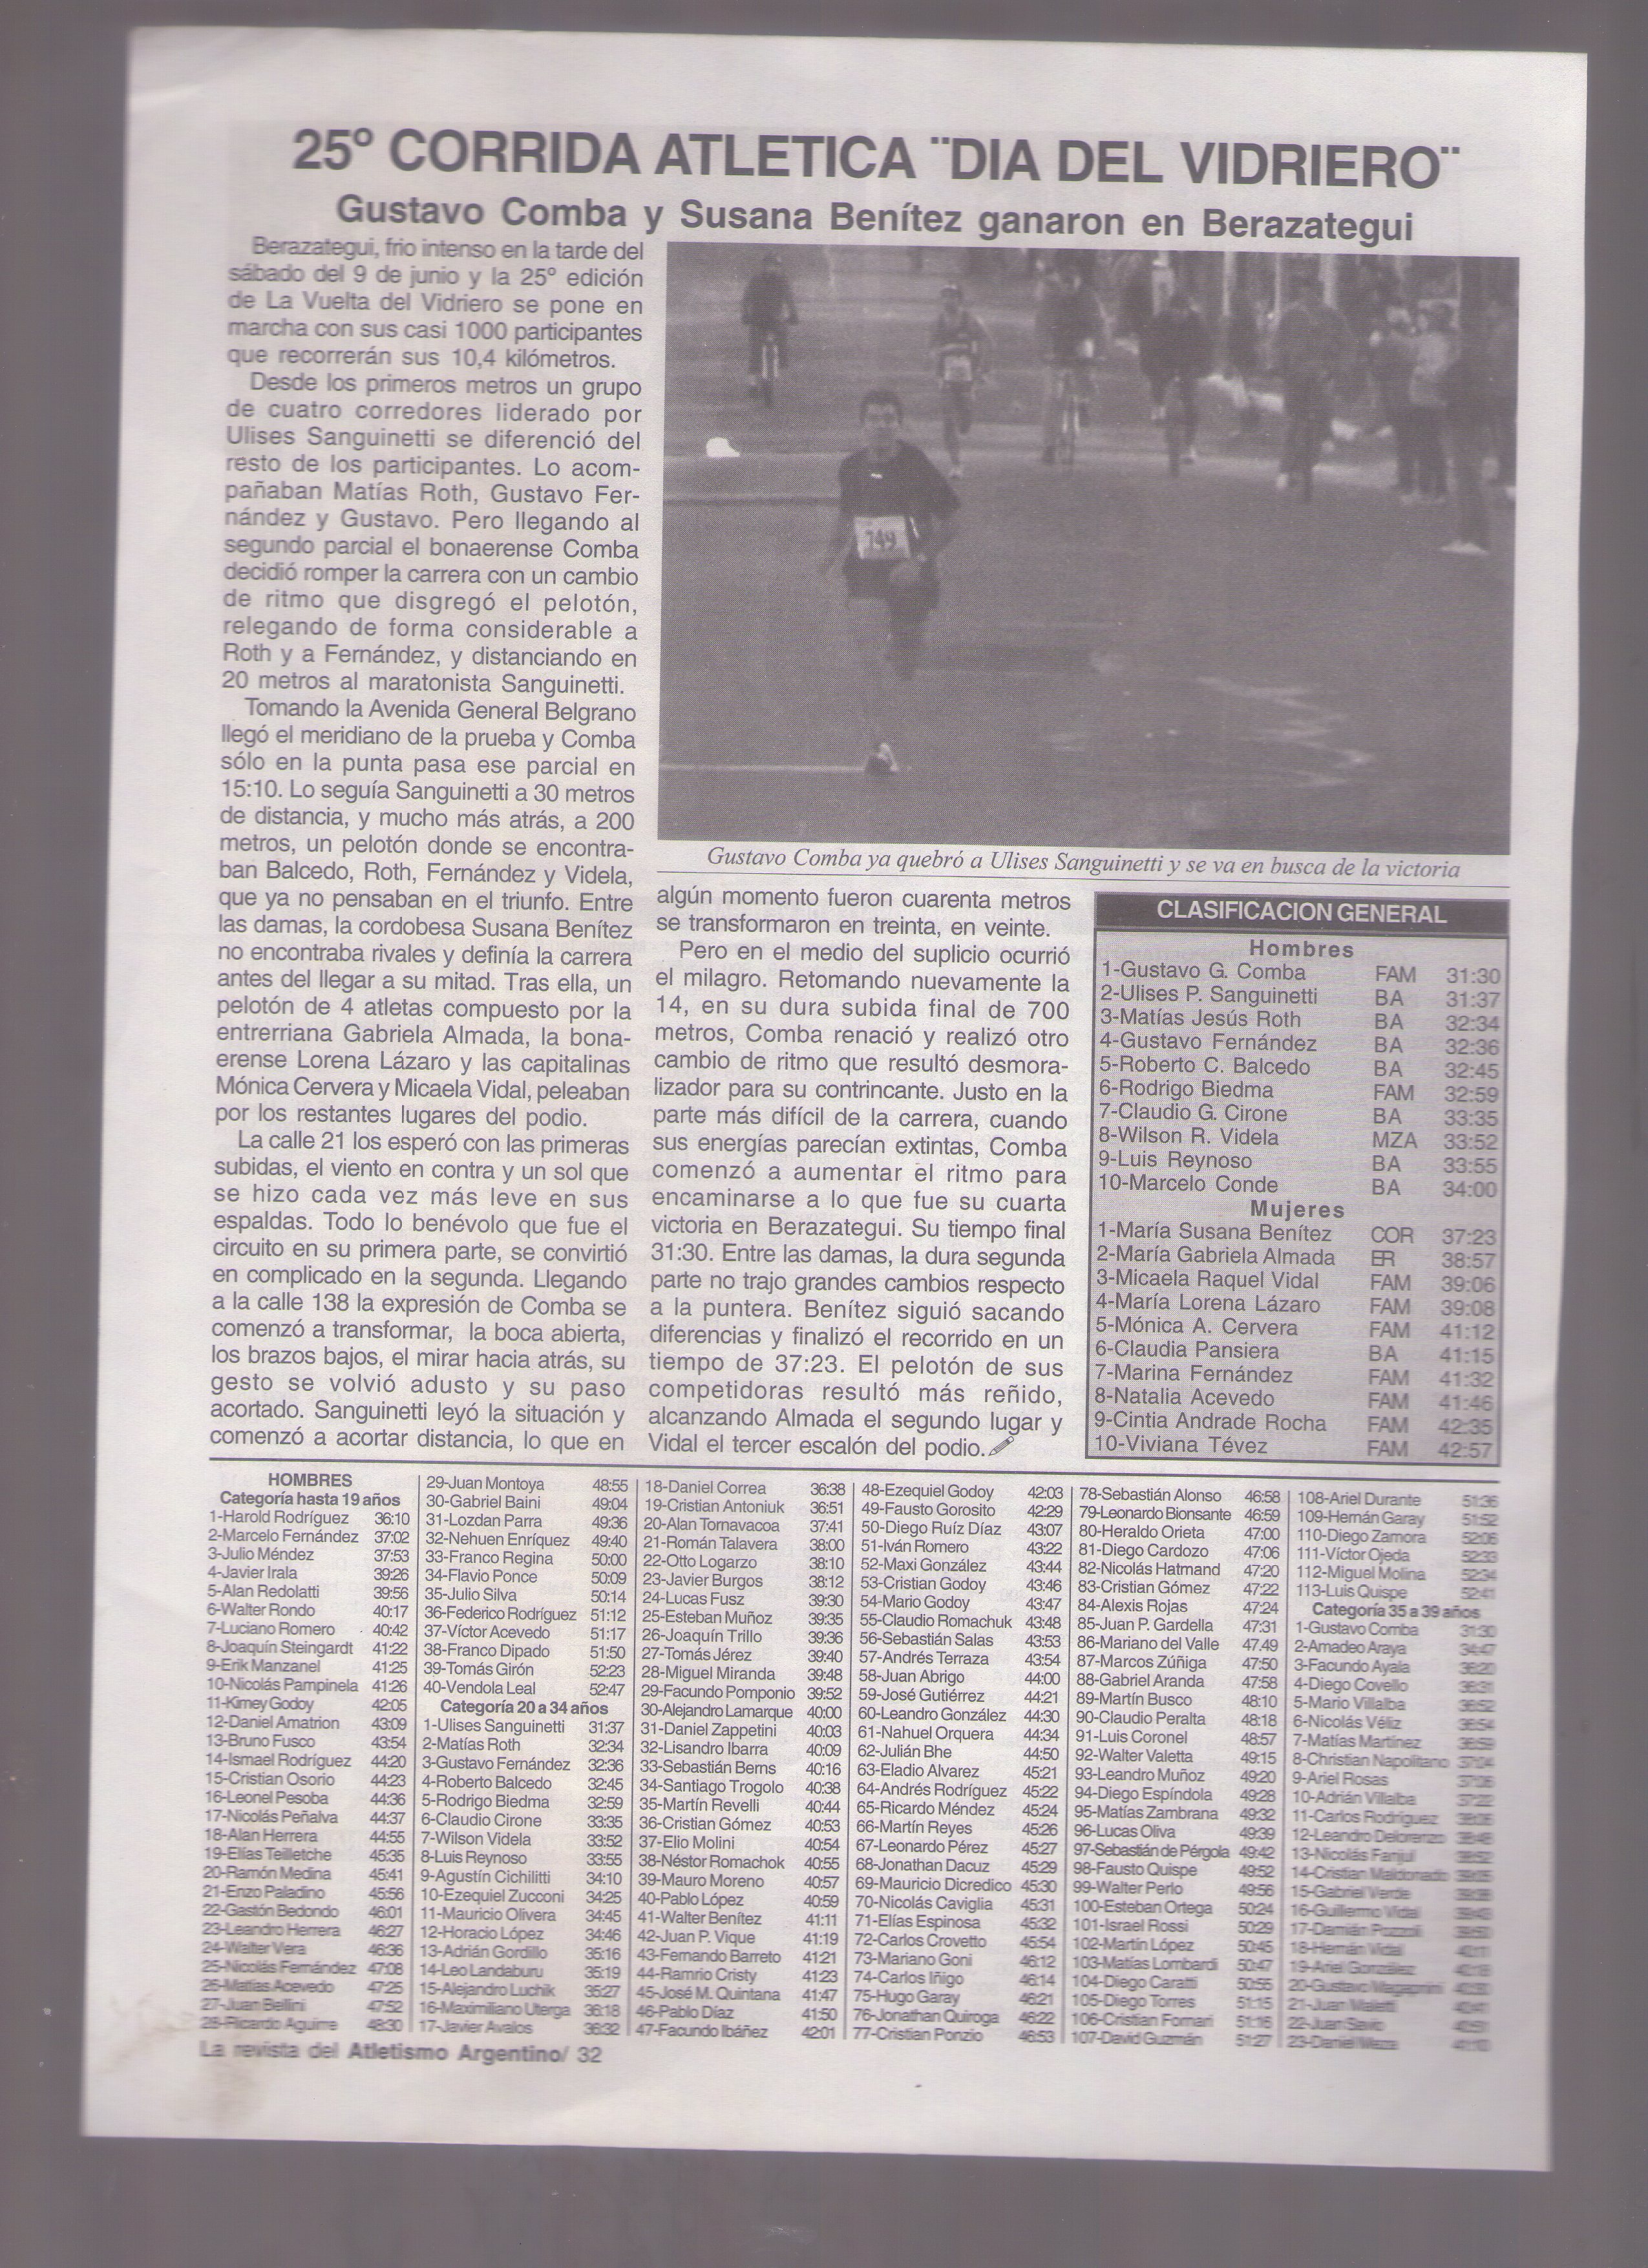 25º CORRIDA ATLETICA ¨DIA DEL VIDRIERO¨
Gustavo Comba y Susana Benítez ganaron en Berazategui
Berazategui, frio intenso en la tarde del
sábado del 9 de junio y la 25º edición
de La Vuelta del Vidriero se pone en
marcha con sus casi 1000 participantes
que recorrerán sus 10,4 kilómetros.
Desde los primeros metros un grupo
de cuatro corredores liderado por
Ulises Sanguinetti se diferenció del
resto de los participantes. Lo acom-
pañaban Matías Roth, Gustavo Fer-
nández y Gustavo. Pero llegando al
segundo parcial el bonaerense Comba
decidió romper la carrera con un cambio
de ritmo que disgregó el pelotón,
relegando de forma considerable a
Roth y a Fernández, y distanciando en
20 metros al maratonista Sanguinetti.
Tomando la Avenida General Belgrano
llegó el meridiano de la prueba y Comba
sólo en la punta pasa ese parcial en
15:10. Lo seguía Sanguinetti a 30 metros
de distancia, y mucho más atrás, a 200
metros, un pelotón donde se encontra-
ban Balcedo, Roth, Fernández y Videla,
que ya no pensaban en el triunfo. Entre
las damas, la cordobesa Susana Benítez
no encontraba rivales y definía la carrera
antes del llegar a su mitad. Tras ella, un
pelotón de 4 atletas compuesto por la
entrerriana Gabriela Almada, la bona-
erense Lorena Lázaro y las capitalinas
Mónica Cervera y Micaela Vidal, peleaban
por los restantes lugares del podio.
La calle 21 los esperó con las primeras
subidas, el viento en contra y un sol que
se hizo cada vez más leve en sus
espaldas. Todo lo benévolo que fue el
circuito en su primera parte, se convirtió
en complicado en la segunda. Llegando
a la calle 138 la expresión de Comba se
comenzó a transformar, la boca abierta,
los brazos bajos, el mirar hacia atrás, su
gesto se volvió adusto y su paso
acortado. Sanguinetti leyó la situación y
comenzó a acortar distancia, lo que en
749
Gustavo Comba ya quebró a Ulises Sanguinetti y se va en busca de la victoria
algún momento fueron cuarenta metros
se transformaron en treinta, en veinte.
Pero en el medio del suplicio ocurrió
el milagro. Retomando nuevamente la
14, en su dura subida final de 700
metros, Comba renació y realizó otro
cambio de ritmo que resultó desmora-
lizador para su contrincante. Justo en la
parte más difícil de la carrera, cuando
sus energías parecían extintas, Comba
comenzó a aumentar el ritmo para
encaminarse a lo que fue su cuarta
victoria en Berazategui. Su tiempo final
31:30. Entre las damas, la dura segunda
parte no trajo grandes cambios respecto
a la puntera. Benítez siguió sacando
diferencias y finalizó el recorrido en un
tiempo de 37:23. El pelotón de sus
competidoras resultó más reñido,
alcanzando Almada el segundo lugar y
Vidal el tercer escalón del podio.
CLASIFICACION GENERAL
Hombres
1-Gustavo G. Comba FAM 31:30
2-Ulises P. Sanguinetti BA 31:37
3-Matías Jesús Roth BA 32:34
4-Gustavo Fernández BA 32:36
5-Roberto C. Balcedo BA 32:45
6-Rodrigo Biedma FAM 32:59
7-Claudio G. Cirone BA 33:35
8-Wilson R. Videla MZA 33:52
9-Luis Reynoso BA 33:55
10-Marcelo Conde BA 34:00
Mujeres
1-María Susana Benítez COR 37:23
2-María Gabriela Almada ER 38:57
3-Micaela Raquel Vidal FAM 39:06
4-María Lorena Lázaro FAM 39:08
5-Mónica A. Cervera FAM 41:12
6-Claudia Pansiera BA 41:15
7-Marina Fernández FAM 41:32
8-Natalia Acevedo FAM 41:46
9-Cintia Andrade Rocha FAM 42:35
10-Viviana Tévez FAM 42:57
HOMBRES
Categoría hasta 19 años
1-Harold Rodríguez 36:10
2-Marcelo Fernández 37:02
3-Julio Méndez 37:53
4-Javier Irala 39:26
5-Alan Redolatti 39:56
6-Walter Rondo 40:17
7-Luciano Romero 40:42
8-Joaquín Steingardt 41:22
9-Erik Manzanel 41:25
10-Nicolás Pampinela 41:26
11-Kimey Godoy 42:05
12-Daniel Amatrion 43:09
13-Bruno Fusco 43:54
14-Ismael Rodríguez 44:20
15-Cristian Osorio 44:23
16-Leonel Pesoba 44:36
17-Nicolás Peñalva 44:37
18-Alan Herrera 44:55
19-Elías Teilletche 45:35
20-Ramón Medina 45:41
21-Enzo Paladino 45:56
22-Gastón Bedondo 46:01
23-Leandro Herrera 46:27
24-Walter Vera 46:36
25-Nicolás Fernández 47:08
26-Matías Acevedo 47:25
27-Juan Bellini 47:52
28-Ricardo Aguirre 48:30
29-Juan Montoya 48:55
30-Gabriel Baini 49:04
31-Lozdan Parra 49:36
32-Nehuen Enríquez 49:40
33-Franco Regina 50:00
34-Flavio Ponce 50:09
35-Julio Silva 50:14
36-Federico Rodríguez 51:12
37-Víctor Acevedo 51:17
38-Franco Dipado 51:50
39-Tomás Girón 52:23
40-Vendola Leal 52:47
Categoría 20 a 34 años
1-Ulises Sanguinetti 31:37
2-Matías Roth 32:34
3-Gustavo Fernández 32:36
4-Roberto Balcedo 32:45
5-Rodrigo Biedma 32:59
6-Claudio Cirone 33:35
7-Wilson Videla 33:52
8-Luis Reynoso 33:55
9-Agustín Cichilitti 34:10
10-Ezequiel Zucconi 34:25
11-Mauricio Olivera 34:45
12-Horacio López 34:46
13-Adrián Gordillo 35:16
14-Leo Landaburu 35:19
15-Alejandro Luchik 35:27
16-Maximiliano Uterga 36:18
17-Javier Avalos 36:32
18-Daniel Correa 36:38
19-Cristian Antoniuk 36:51
20-Alan Tornavacoa 37:41
21-Román Talavera 38:00
22-Otto Logarzo 38:10
23-Javier Burgos 38:12
24-Lucas Fusz 39:30
25-Esteban Muñoz 39:35
26-Joaquín Trillo 39:36
27-Tomás Jérez 39:40
28-Miguel Miranda 39:48
29-Facundo Pomponio 39:52
30-Alejandro Lamarque 40:00
31-Daniel Zappetini 40:03
32-Lisandro Ibarra 40:09
33-Sebastián Berns 40:16
34-Santiago Trogolo 40:38
35-Martín Revelli 40:44
36-Cristian Gómez 40:53
37-Elio Molini 40:54
38-Néstor Romachok 40:55
39-Mauro Moreno 40:57
40-Pablo López 40:59
41-Walter Benítez 41:11
42-Juan P. Vique 41:19
43-Fernando Barreto 41:21
44-Ramrio Cristy 41:23
45-José M. Quintana 41:47
46-Pablo Díaz 41:50
47-Facundo Ibáñez 42:01
48-Ezequiel Godoy 42:03
49-Fausto Gorosito 42:29
50-Diego Ruíz Díaz 43:07
51-Iván Romero 43:22
52-Maxi González 43:44
53-Cristian Godoy 43:46
54-Mario Godoy 43:47
55-Claudio Romachuk 43:48
56-Sebastián Salas 43:53
57-Andrés Terraza 43:54
58-Juan Abrigo 44:00
59-José Gutiérrez 44:21
60-Leandro González 44:30
61-Nahuel Orquera 44:34
62-Julián Bhe 44:50
63-Eladio Alvarez 45:21
64-Andrés Rodríguez 45:22
65-Ricardo Méndez 45:24
66-Martín Reyes 45:26
67-Leonardo Pérez 45:27
68-Jonathan Dacuz 45:29
69-Mauricio Dicredico 45:30
70-Nicolás Caviglia 45:31
71-Elías Espinosa 45:32
72-Carlos Crovetto 45:54
73-Mariano Goni 46:12
74-Carlos Iñigo 46:14
75-Hugo Garay 46:21
76-Jonathan Quiroga 46:22
77-Cristian Ponzio 46:53
78-Sebastián Alonso 46:58
79-Leonardo Bionsante 46:59
80-Heraldo Orieta 47:00
81-Diego Cardozo 47:06
82-Nicolás Hatmand 47:20
83-Cristian Gómez 47:22
84-Alexis Rojas 47:24
85-Juan P. Gardella 47:31
86-Mariano del Valle 47.49
87-Marcos Zúñiga 47:50
88-Gabriel Aranda 47:58
89-Martín Busco 48:10
90-Claudio Peralta 48:18
91-Luis Coronel 48:57
92-Walter Valetta 49:15
93-Leandro Muñoz 49:20
94-Diego Espíndola 49:28
95-Matías Zambrana 49:32
96-Lucas Oliva 49:39
97-Sebastián de Pérgola 49:42
98-Fausto Quispe 49:52
99-Walter Perlo 49:56
100-Esteban Ortega 50:24
101-Israel Rossi 50:29
102-Martín López 50:45
103-Matías Lombardi 50:47
104-Diego Caratti 50:55
105-Diego Torres 51:15
106-Cristian Fornari 51:16
107-David Guzmán 51:27
108-Ariel Durante 51:36
109-Hernán Garay 51:52
110-Diego Zamora 52:06
111-Víctor Ojeda 52:33
112-Miguel Molina 52:34
113-Luis Quispe 52:41
Categoría 35 a 39 años
1-Gustavo Comba 31:30
2-Amadeo Araya 34:47
3-Facundo Ayala 36:20
4-Diego Covello 36:31
5-Mario Villalba 36:52
6-Nicolás Véliz 36:54
7-Matías Martínez 36:59
8-Christian Napolitano 37:04
9-Ariel Rosas
10-Adrián Villalba
11-Carlos Rodríguez
12-Leandro Delorenzo
13-Nicolás Fanjul
14-Cristian Maldonado
15-Gabriel Verde
16-Guillermo Vidal
17-Damián Pozzoli
18-Hernán Vidal
19-Ariel González
20-Gustavo
21-Juan
22-Juan Savio
23-Daniel
La revista del Atletismo Argentino/ 32